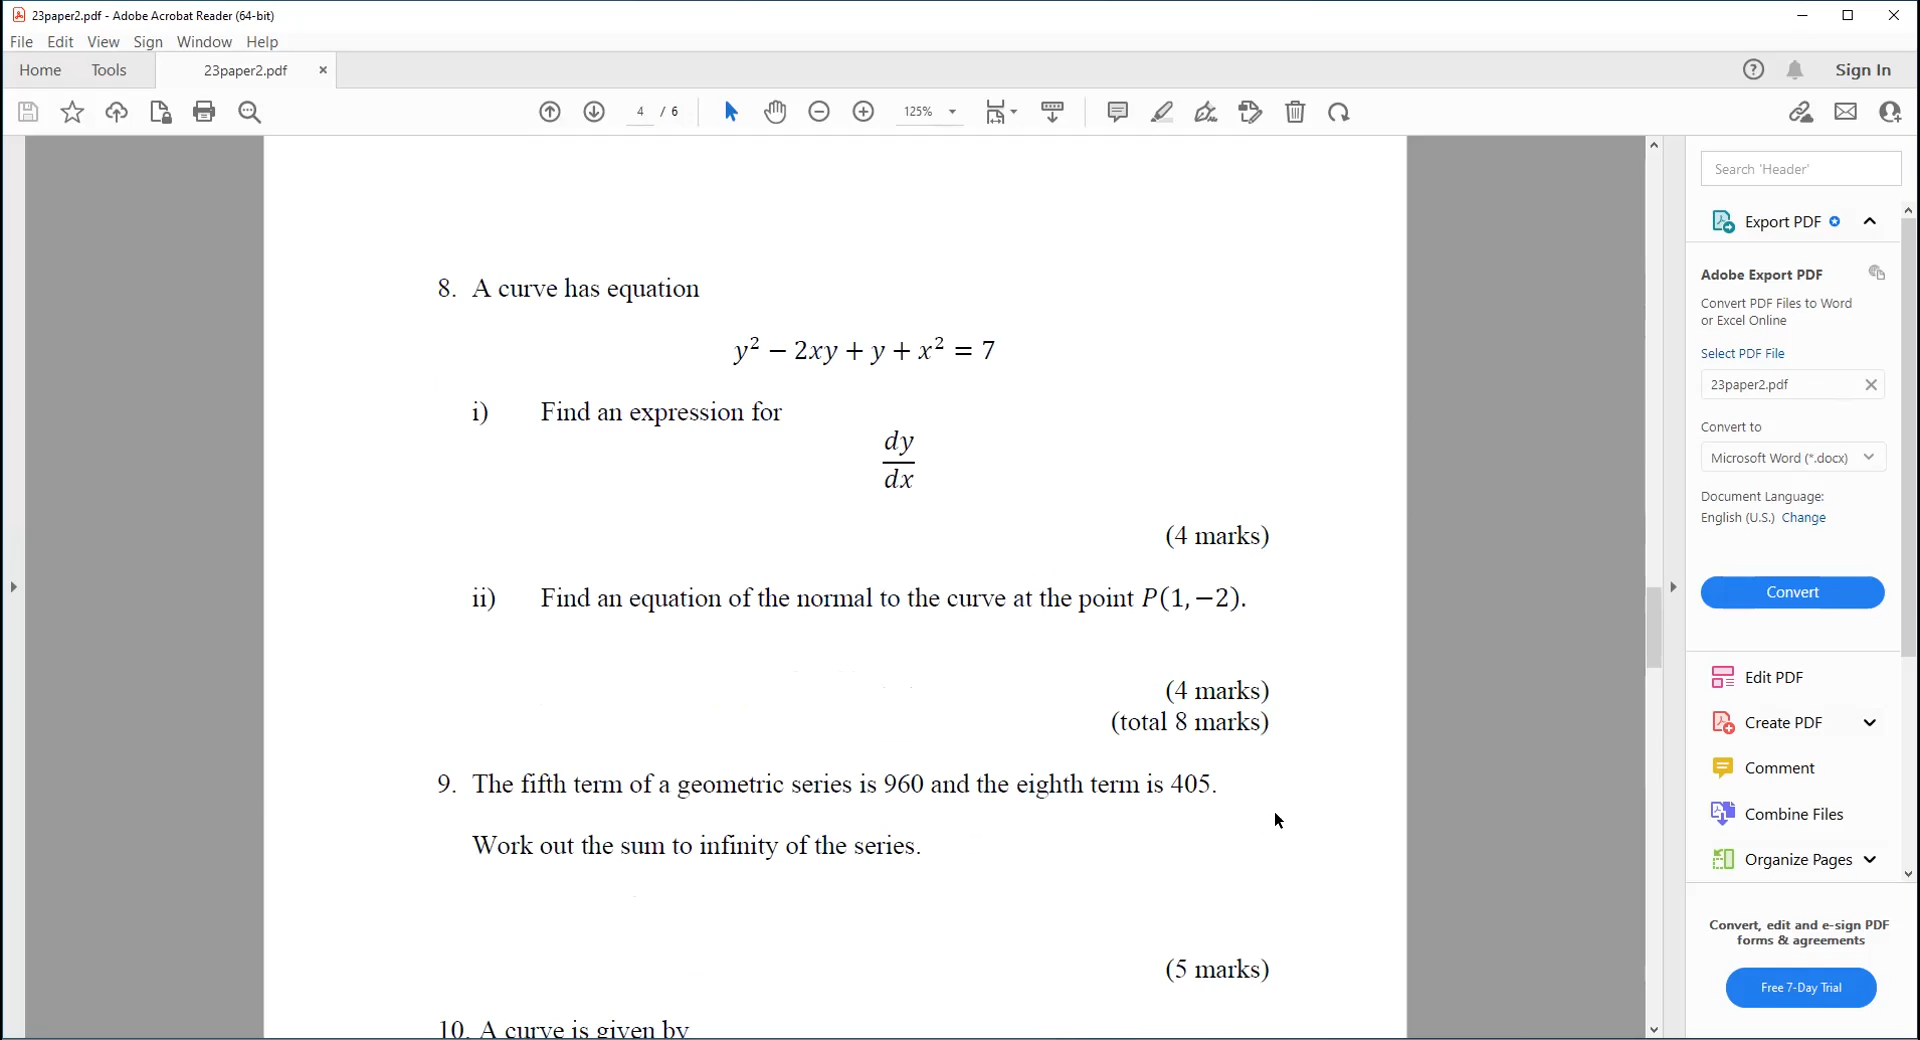 23paper2.pdf - Adobe Acrobat Reader (64-bit)
File Edit View Sign Window Help
Home Tools 23paper2.pdf × Sign In
4 / 6 125%
8. A curve has equation
y² − 2xy + y + x² = 7
i) Find an expression for
dy
dx
(4 marks)
ii) Find an equation of the normal to the curve at the point P(1, −2).
(4 marks)
(total 8 marks)
9. The fifth term of a geometric series is 960 and the eighth term is 405.
Work out the sum to infinity of the series.
(5 marks)
10. A curve is given by
Search 'Header'
Export PDF
Adobe Export PDF
Convert PDF Files to Word
or Excel Online
Select PDF File
23paper2.pdf
Convert to
Microsoft Word (*.docx)
Document Language:
English (U.S.) Change
Convert
Edit PDF
Create PDF
Comment
Combine Files
Organize Pages
Convert, edit and e-sign PDF
forms & agreements
Free 7-Day Trial